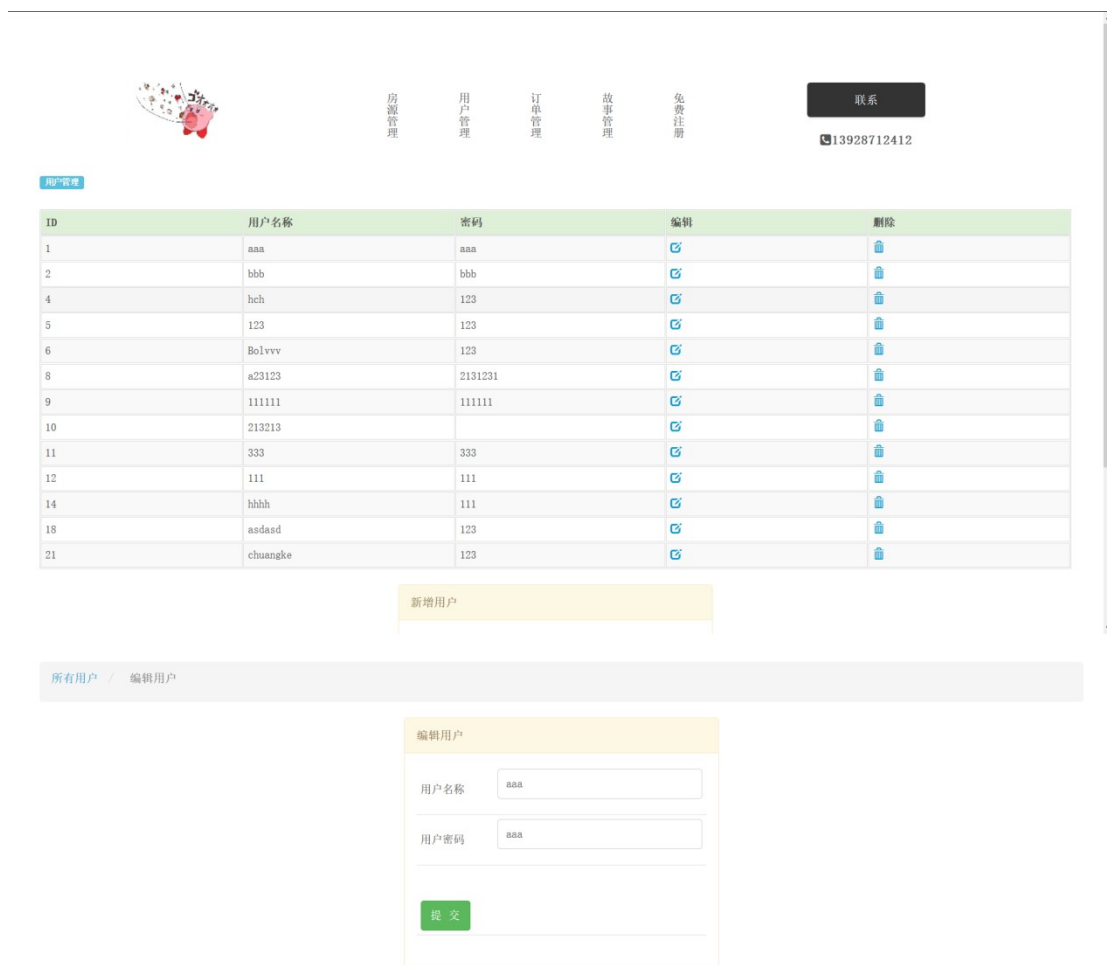 ゴオオオオ
房源管理
用户管理
订单管理
故事管理
免费注册
联系
13928712412
用户管理
ID 用户名称 密码 编辑 删除
1 aaa aaa
2 bbb bbb
4 hch 123
5 123 123
6 Bolvvv 123
8 a23123 2131231
9 111111 111111
10 213213
11 333 333
12 111 111
14 hhhh 111
18 asdasd 123
21 chuangke 123
新增用户
所有用户 / 编辑用户
编辑用户
用户名称 aaa
用户密码 aaa
提 交